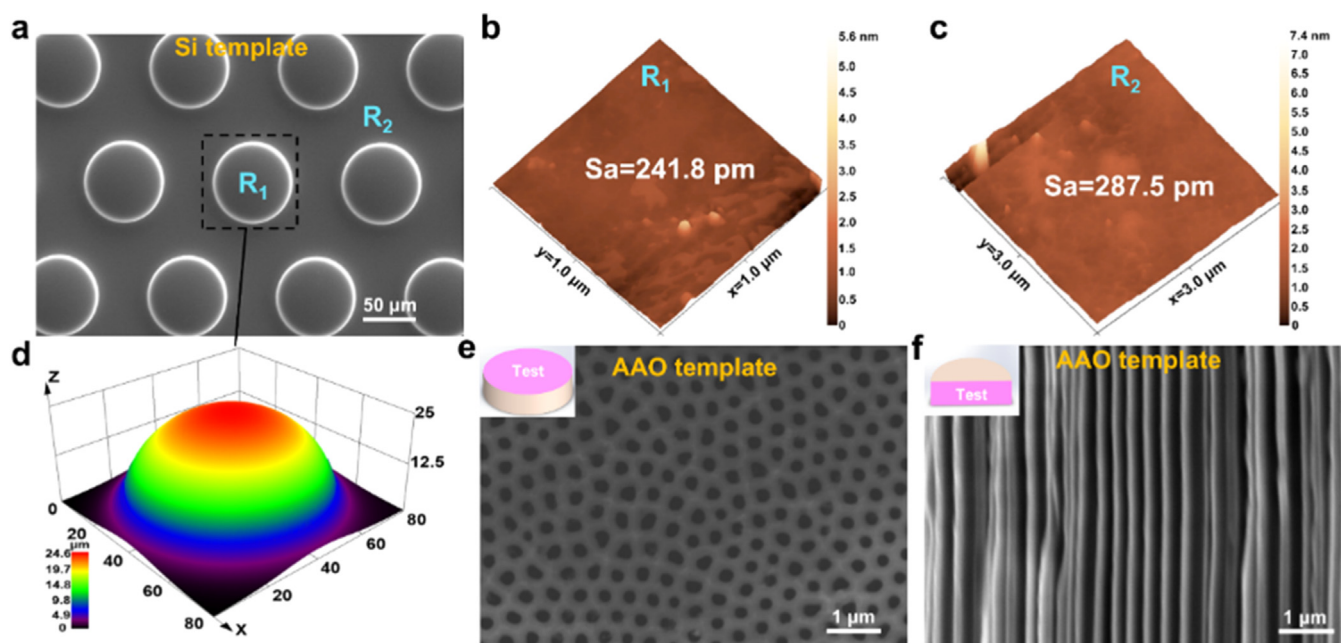 a
Si template
R2
R1
50 μm
b
R1
Sa=241.8 pm
y=1.0 μm
x=1.0 μm
5.6 nm
5.0
4.5
4.0
3.5
3.0
2.5
2.0
1.5
1.0
0.5
0
c
R2
Sa=287.5 pm
y=3.0 μm
x=3.0 μm
7.4 nm
7.0
6.5
6.0
5.5
5.0
4.5
4.0
3.5
3.0
2.5
2.0
1.5
1.0
0
d
Z
25
12.5
0
20
40
60
80
80
60
40
20
X
μm
24.6
19.7
14.8
9.8
4.9
0
e
Test
AAO template
1 μm
f
Test
AAO template
1 μm